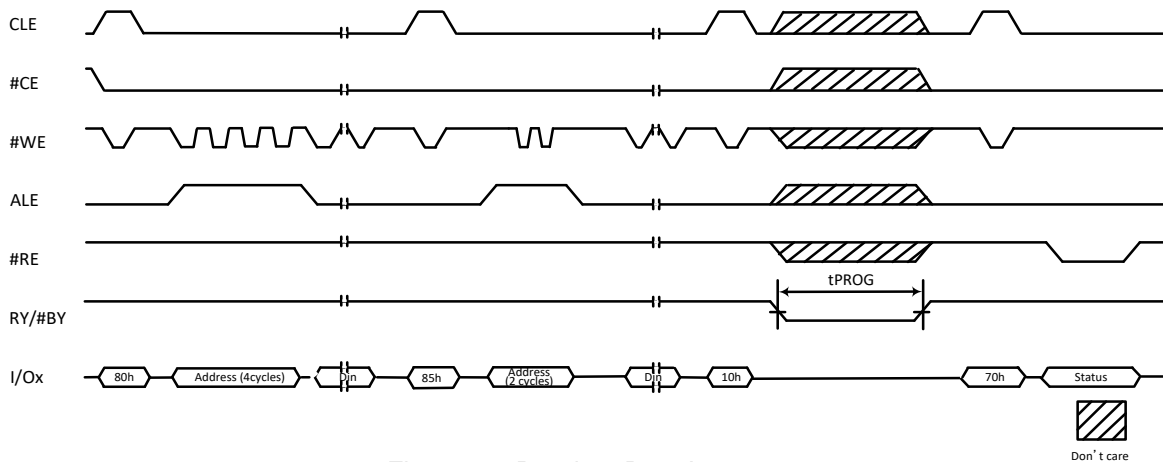 CLE
#CE
#WE
ALE
#RE
tPROG
RY/#BY
I/Ox
80h
Address (4cycles)
Din
85h
Address
(2 cycles)
Din
10h
70h
Status
Don't care